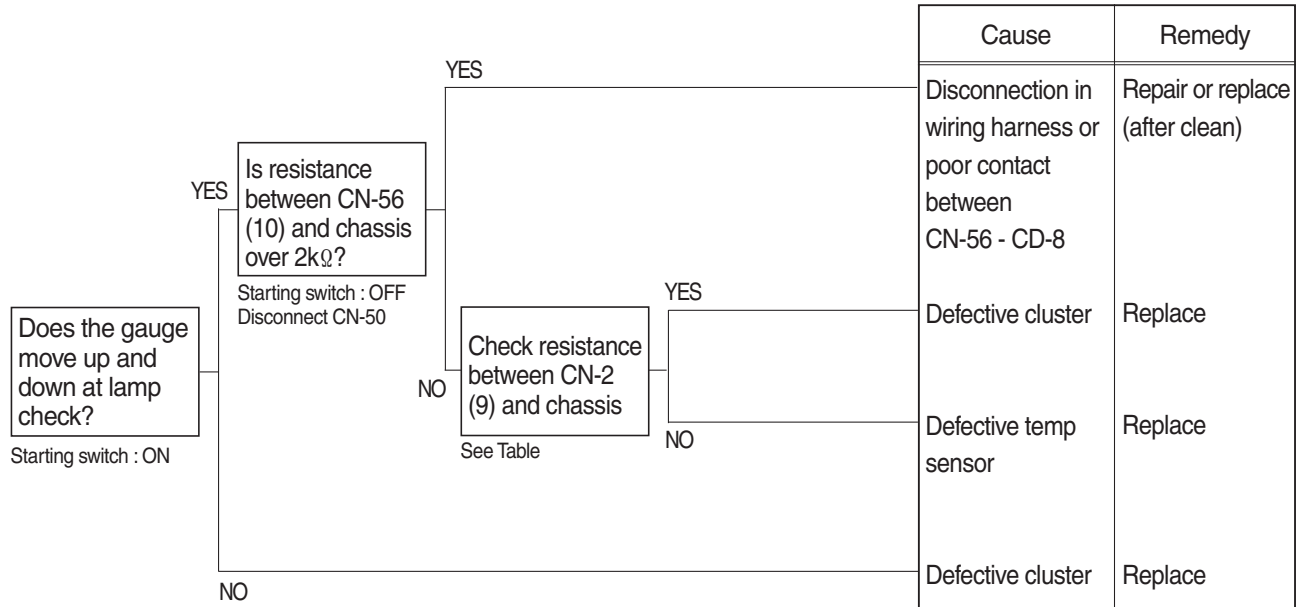 Cause
Remedy
YES
Disconnection in
wiring harness or
poor contact
between
CN-56 - CD-8
Repair or replace
(after clean)
YES
Is resistance
between CN-56
(10) and chassis
over 2kΩ?
Starting switch : OFF
Disconnect CN-50
Does the gauge
move up and
down at lamp
check?
Starting switch : ON
NO
Check resistance
between CN-2
(9) and chassis
See Table
YES
Defective cluster
Replace
NO
Defective temp
sensor
Replace
NO
Defective cluster
Replace